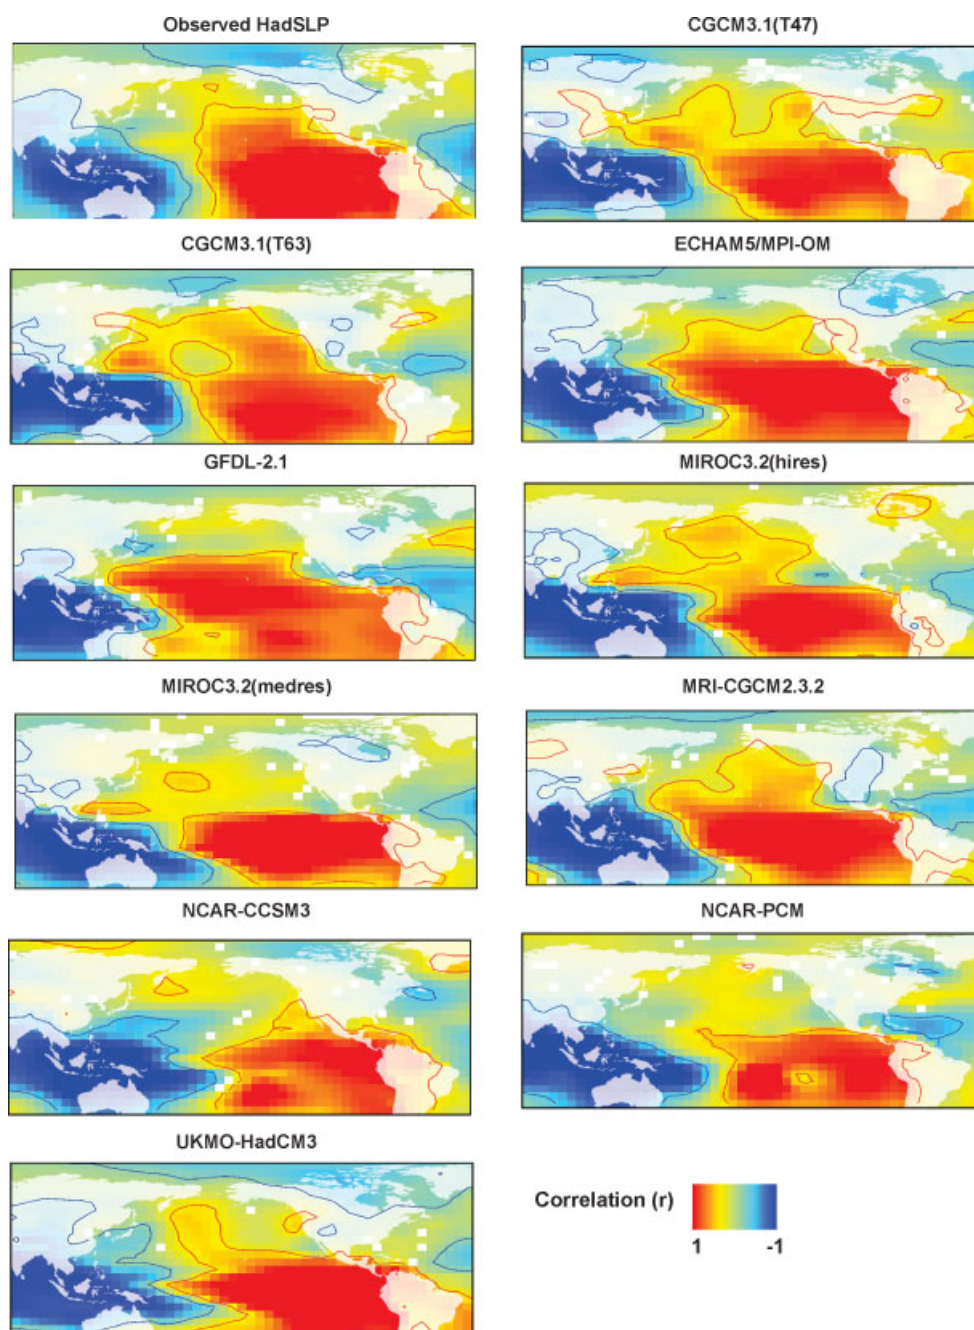 Observed HadSLP
CGCM3.1(T47)
CGCM3.1(T63)
ECHAM5/MPI-OM
GFDL-2.1
MIROC3.2(hires)
MIROC3.2(medres)
MRI-CGCM2.3.2
NCAR-CCSM3
NCAR-PCM
UKMO-HadCM3
Correlation (r)
1 -1